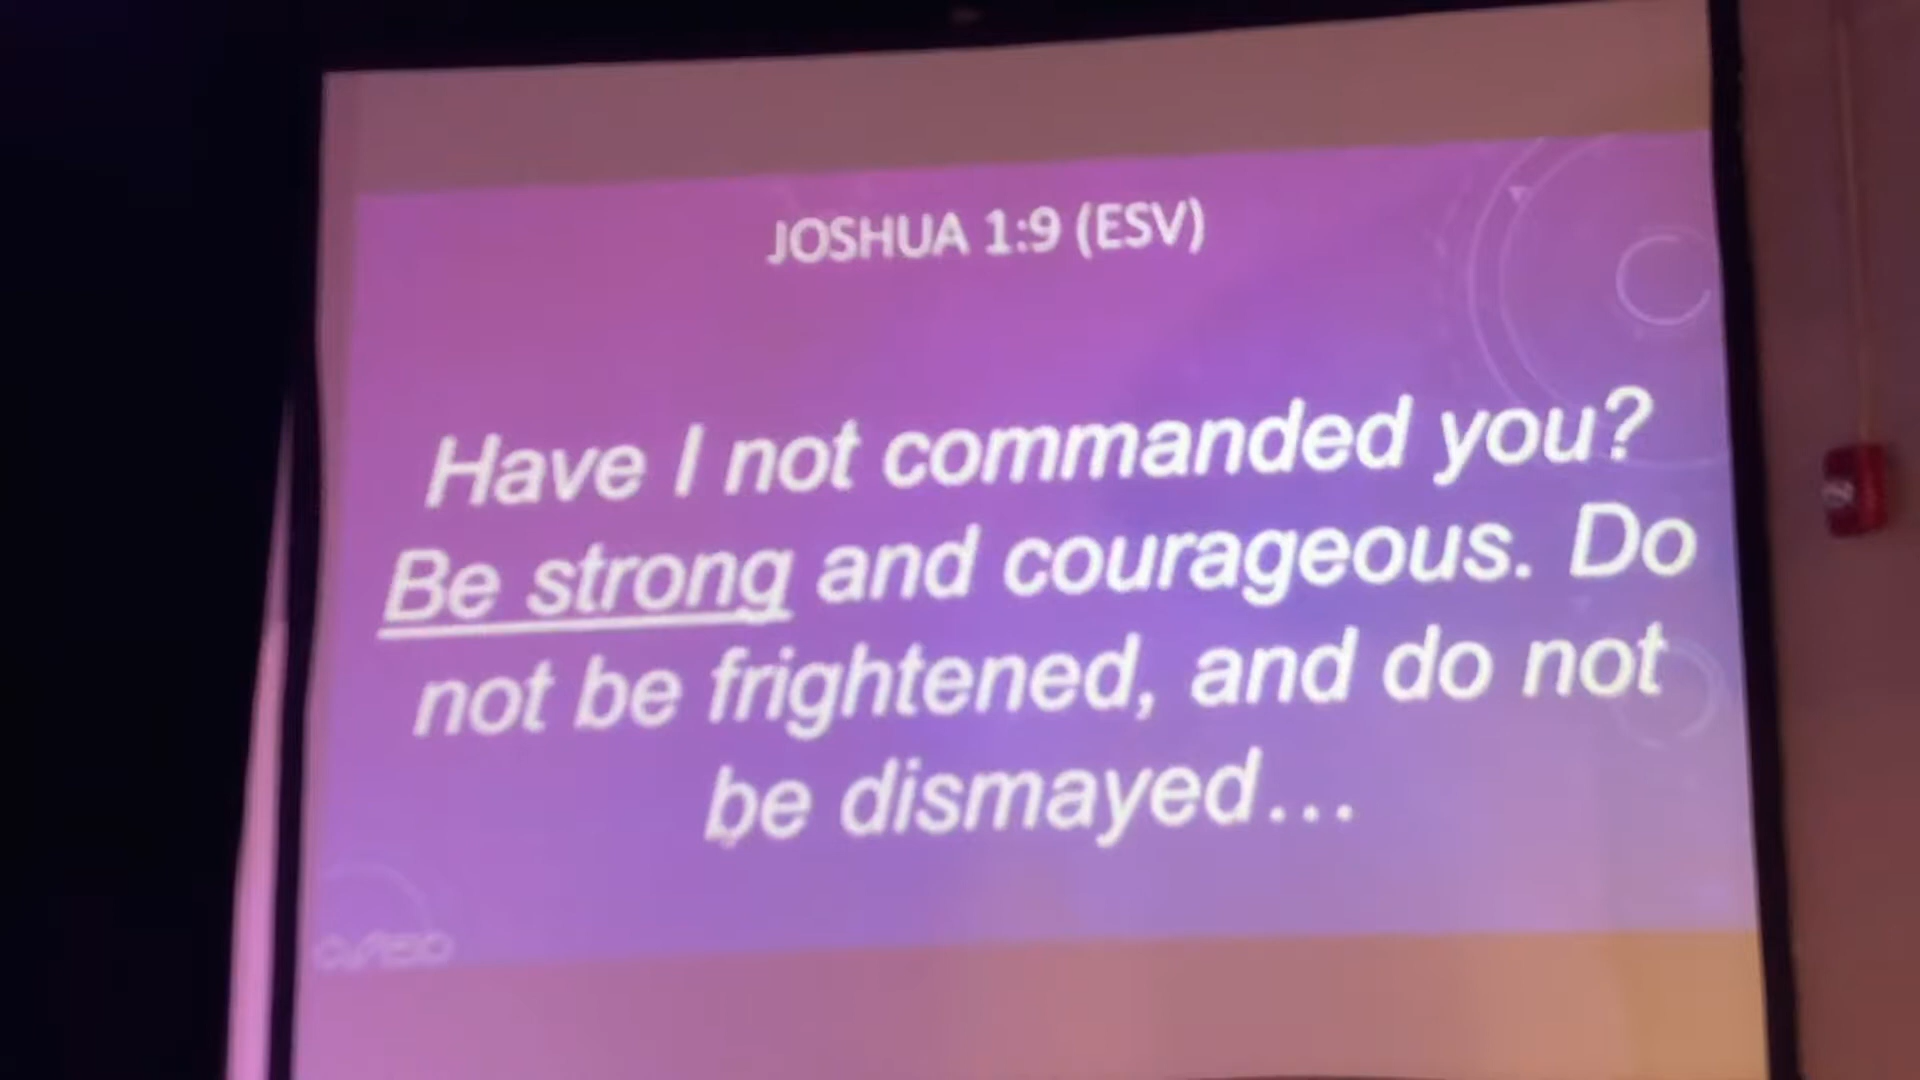 JOSHUA 1:9 (ESV)
Have I not commanded you?
Be strong and courageous. Do
not be frightened, and do not
be dismayed...